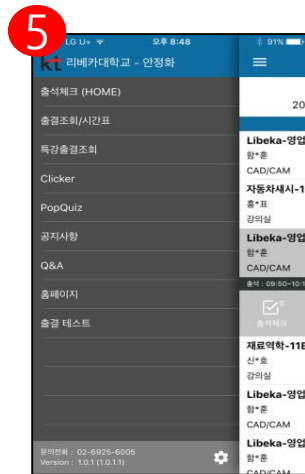 5
LG U+ 오후 8:48 91%
kt 리베카대학교 - 안정화
20
출석체크 (HOME)
출결조회/시간표
특강출결조회
Clicker
PopQuiz
공지사항
Q&A
홈페이지
출결 테스트
문의전화 : 02-6925-6005
Version : 1.0.1 (1.0.1.1)
Libeka-영업
함*훈
CAD/CAM
자동차섀시-1
홍*표
강의실
Libeka-영업
함*훈
CAD/CAM
출석 : 09:50~10:1
출석체크
재료역학-11E
신*호
강의실
Libeka-영업
함*훈
CAD/CAM
Libeka-영업
함*훈
CAD/CAM